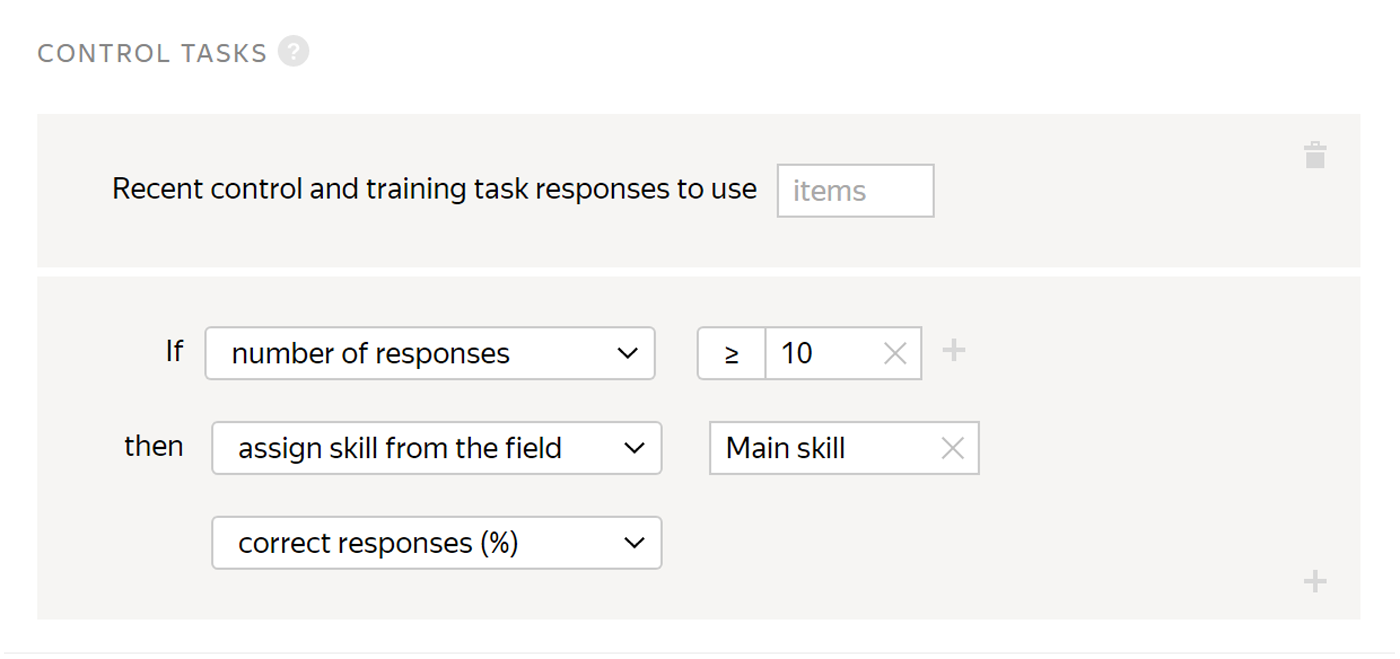 CONTROL TASKS ?
Recent control and training task responses to use items
If number of responses ≥ 10
then assign skill from the field Main skill
correct responses (%)